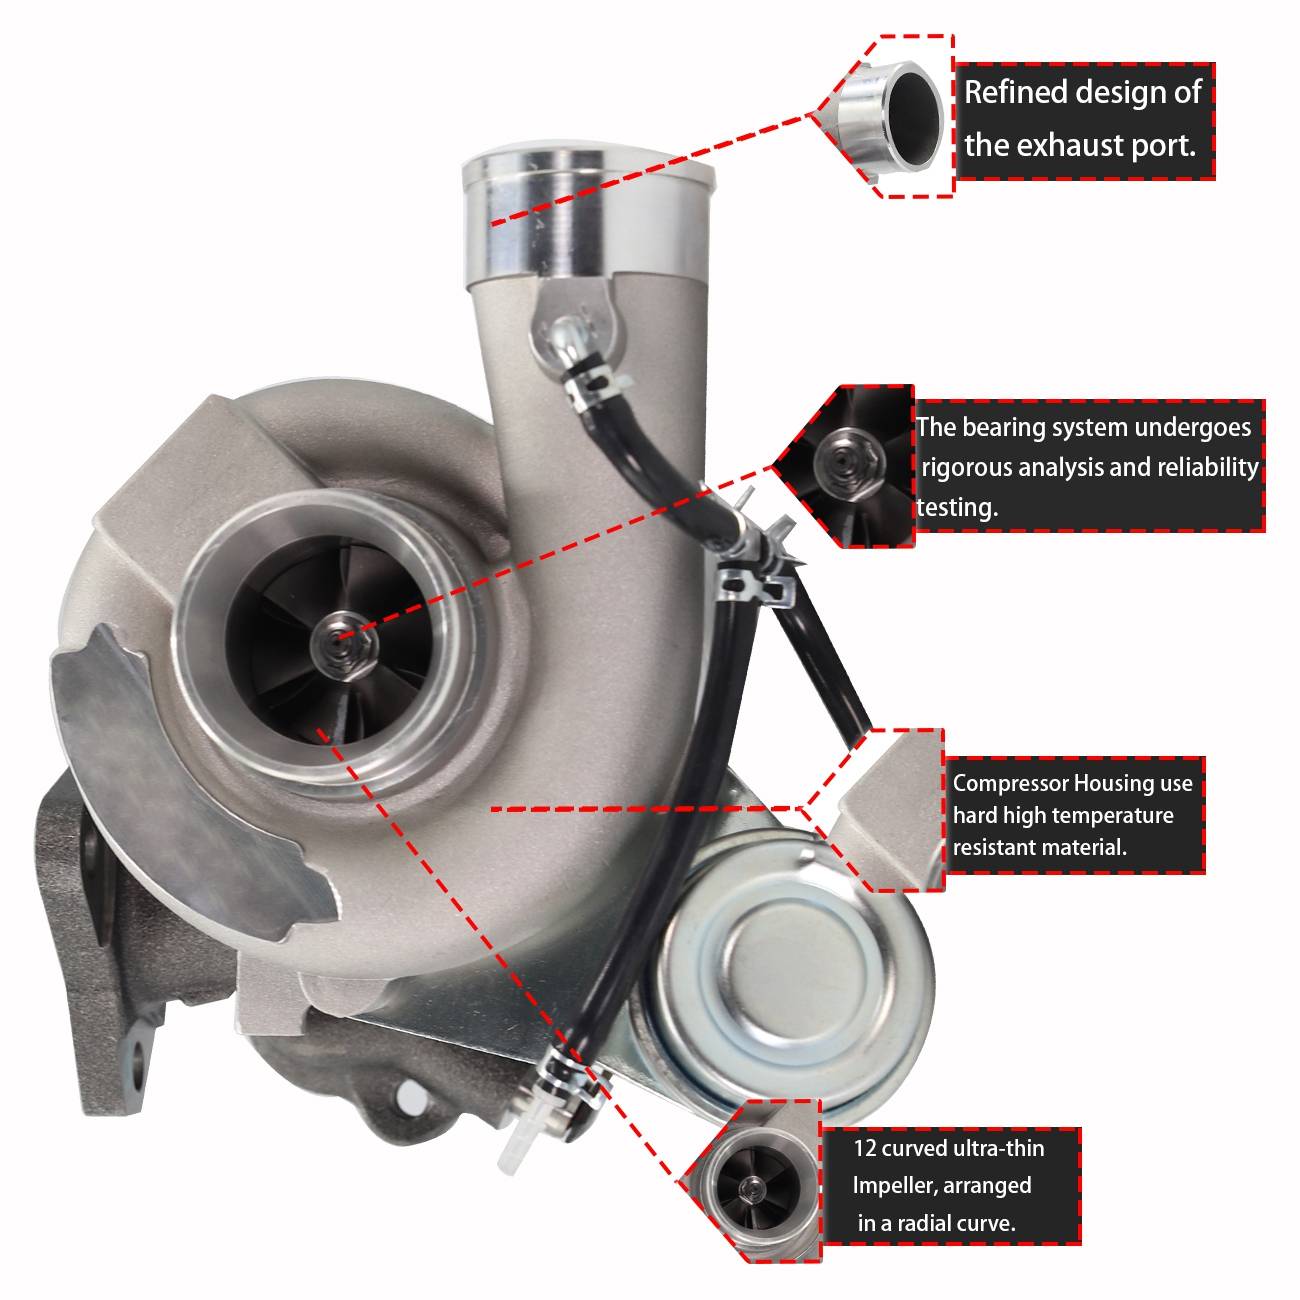 Refined design of
the exhaust port.
The bearing system undergoes
rigorous analysis and reliability
testing.
Compressor Housing use
hard high temperature
resistant material.
12 curved ultra-thin
Impeller, arranged
in a radial curve.